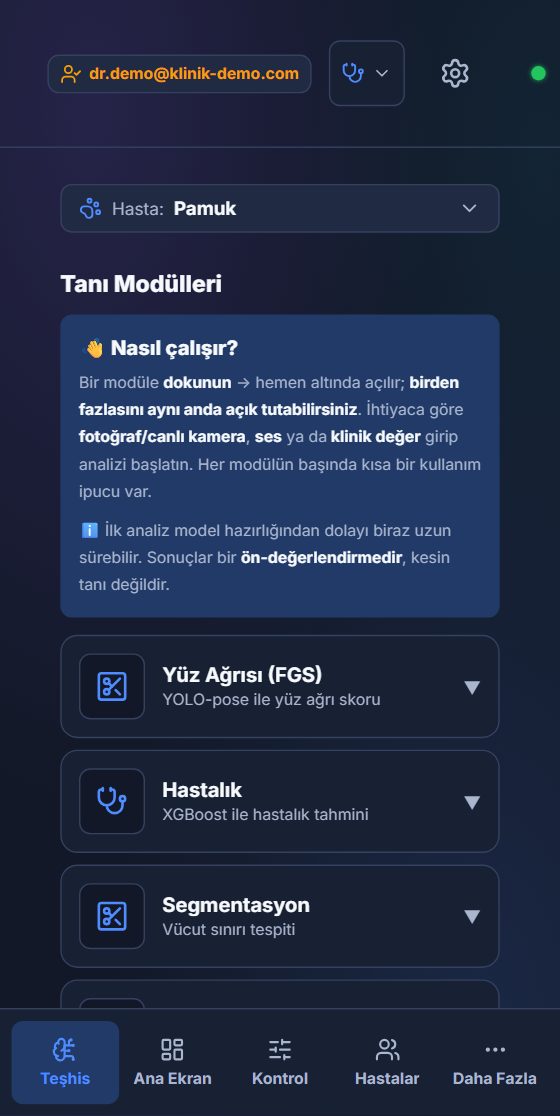 dr.demo@klinik-demo.com
Hasta: Pamuk
Tanı Modülleri
👋 Nasıl çalışır?
Bir modüle dokunun → hemen altında açılır; birden
fazlasını aynı anda açık tutabilirsiniz. İhtiyaca göre
fotoğraf/canlı kamera, ses ya da klinik değer girip
analizi başlatın. Her modülün başında kısa bir kullanım
ipucu var.
ℹ️ İlk analiz model hazırlığından dolayı biraz uzun
sürebilir. Sonuçlar bir ön-değerlendirmedir, kesin
tanı değildir.
Yüz Ağrısı (FGS)
YOLO-pose ile yüz ağrı skoru
▼
Hastalık
XGBoost ile hastalık tahmini
▼
Segmentasyon
Vücut sınırı tespiti
▼
Teşhis
Ana Ekran
Kontrol
Hastalar
Daha Fazla